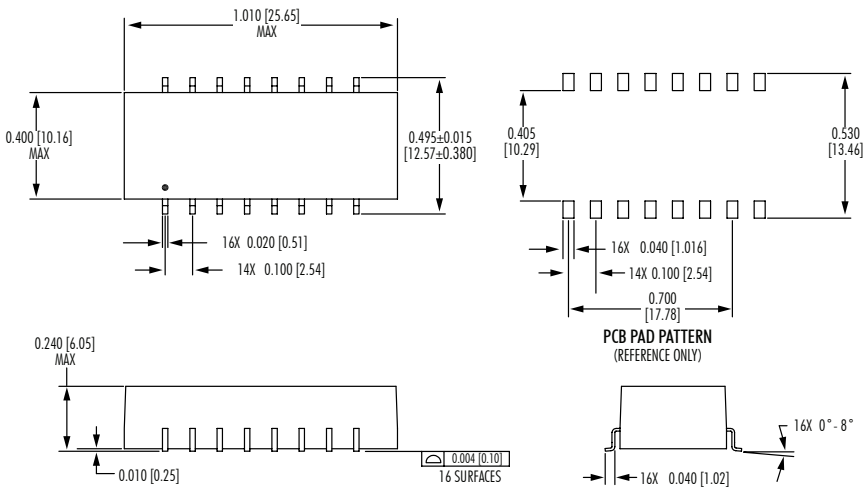 1.010 [25.65]
MAX
0.400 [10.16]
MAX
0.495±0.015
[12.57±0.380]
16X 0.020 [0.51]
14X 0.100 [2.54]
0.405
[10.29]
0.530
[13.46]
16X 0.040 [1.016]
14X 0.100 [2.54]
0.700
[17.78]
PCB PAD PATTERN
(REFERENCE ONLY)
0.240 [6.05]
MAX
0.010 [0.25]
0.004 [0.10]
16 SURFACES
16X 0°- 8°
16X 0.040 [1.02]